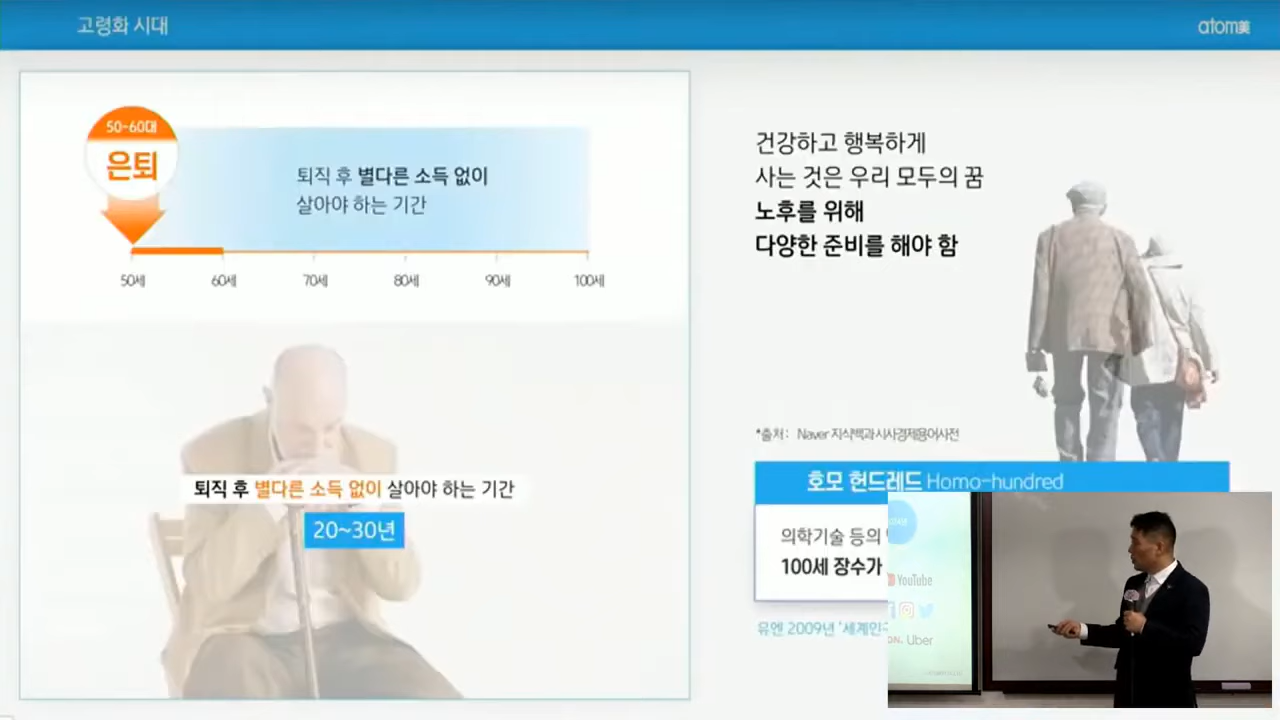 고령화 시대
atom美
50~60대
은퇴
퇴직 후 별다른 소득 없이
살아야 하는 기간
50세 60세 70세 80세 90세 100세
퇴직 후 별다른 소득 없이 살아야 하는 기간
20~30년
건강하고 행복하게
사는 것은 우리 모두의 꿈
노후를 위해
다양한 준비를 해야 함
*출처: Naver 지식백과 시사경제용어사전
호모 헌드레드 Homo-hundred
의학기술 등의
100세 장수가
유엔 2009년 '세계인구
YouTube
Uber